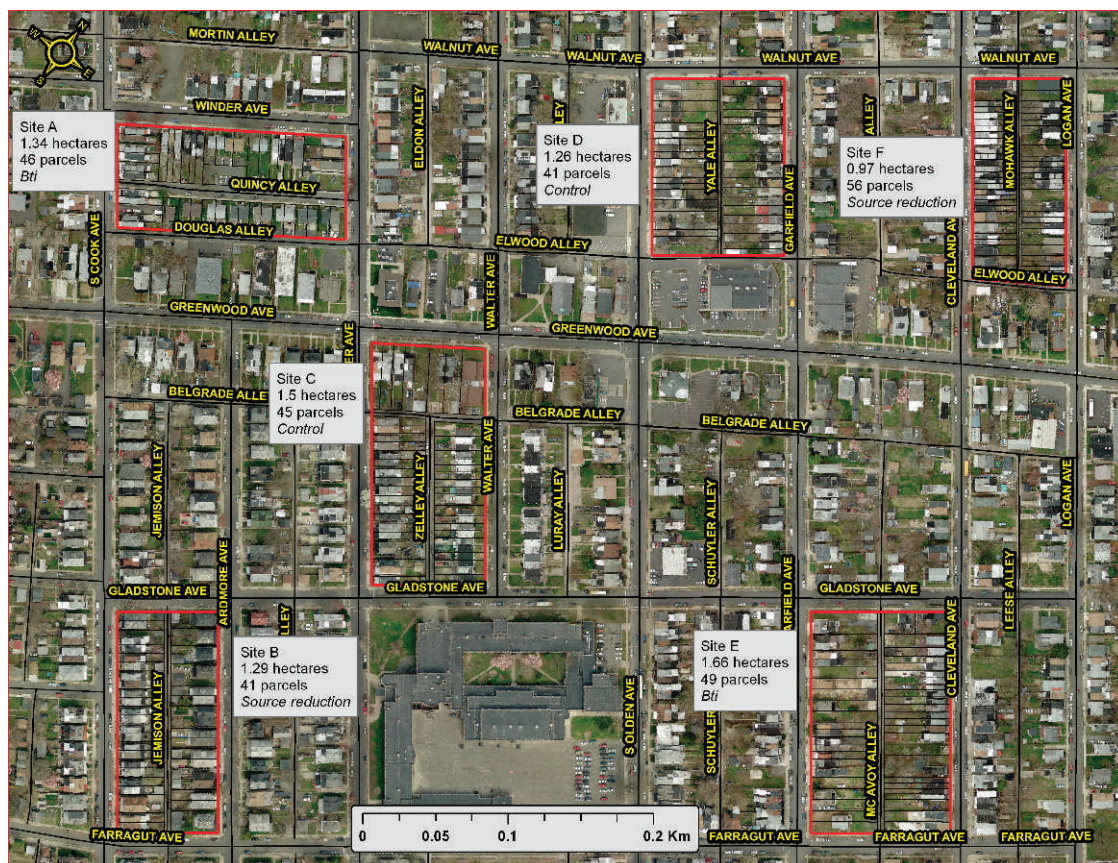 N
W
E
S
MORTIN ALLEY
WALNUT AVE
WALNUT AVE
WALNUT AVE
WALNUT AVE
WINDER AVE
Site A
1.34 hectares
46 parcels
Bti
QUINCY ALLEY
DOUGLAS ALLEY
S COOK AVE
ELDON ALLEY
Site D
1.26 hectares
41 parcels
Control
YALE ALLEY
GARFIELD AVE
Site F
0.97 hectares
56 parcels
Source reduction
MOHAWK ALLEY
LOGAN AVE
ELWOOD ALLEY
CLEVELAND AV
ELWOOD ALLEY
WALTER AVE
GREENWOOD AVE
GREENWOOD AVE
Site C
1.5 hectares
45 parcels
Control
BELGRADE ALLE
BELGRADE ALLEY
BELGRADE ALLEY
JEMISON ALLEY
ZELLEY ALLEY
WALTER AVE
LURAY ALLEY
SCHUYLER ALLEY
LOGAN AVE
ARDMORE AVE
GLADSTONE AVE
GLADSTONE AVE
GLADSTONE AVE
LEESE ALLEY
Site B
1.29 hectares
41 parcels
Source reduction
JEMISON ALLEY
S OLDEN AVE
Site E
1.66 hectares
49 parcels
Bti
ARFIELD AVE
SCHUYLER
MC AVOY ALLEY
CLEVELAND AVE
0 0.05 0.1 0.2 Km
FARRAGUT AVE
FARRAGUT AVE
FARRAGUT AVE
FARRAGUT AVE